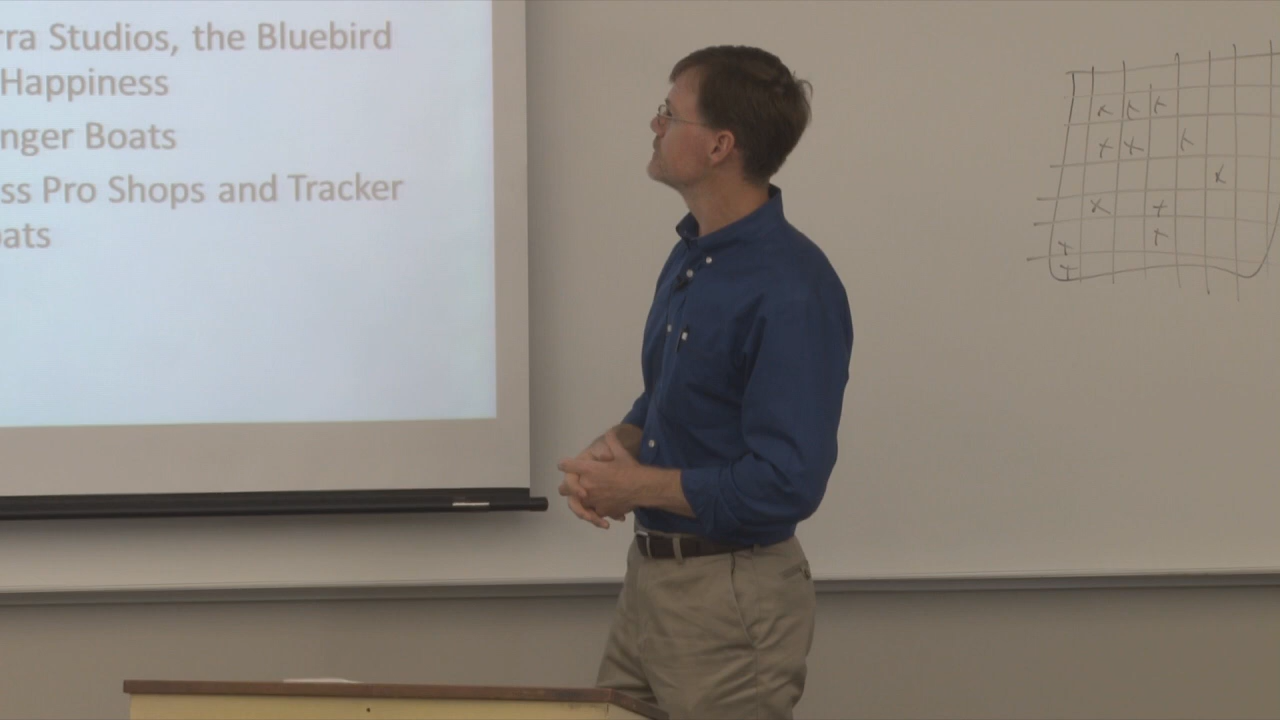 rra Studios, the Bluebird
Happiness
nger Boats
ss Pro Shops and Tracker
oats